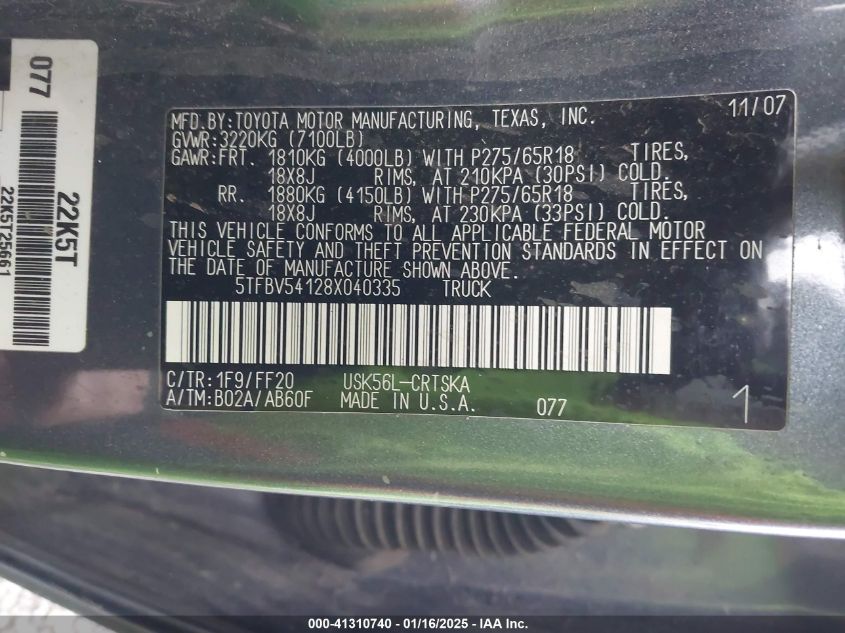 MFD.BY:TOYOTA MOTOR MANUFACTURING, TEXAS, INC. 11/07
GVWR:3220KG (7100LB)
GAWR:FRT. 1810KG (4000LB) WITH P275/65R18 TIRES,
18X8J RIMS, AT 210KPA (30PSI) COLD.
RR. 1880KG (4150LB) WITH P275/65R18 TIRES,
18X8J RIMS, AT 230KPA (33PSI) COLD.
THIS VEHICLE CONFORMS TO ALL APPLICABLE FEDERAL MOTOR
VEHICLE SAFETY AND THEFT PREVENTION STANDARDS IN EFFECT ON
THE DATE OF MANUFACTURE SHOWN ABOVE.
5TFBV54128X040335 TRUCK
C/TR:1F9/FF20 USK56L-CRTSKA
A/TM:B02A/AB60F MADE IN U.S.A. 077 1
077
22K5T
22K5T25661
000-41310740 - 01/16/2025 - IAA Inc.